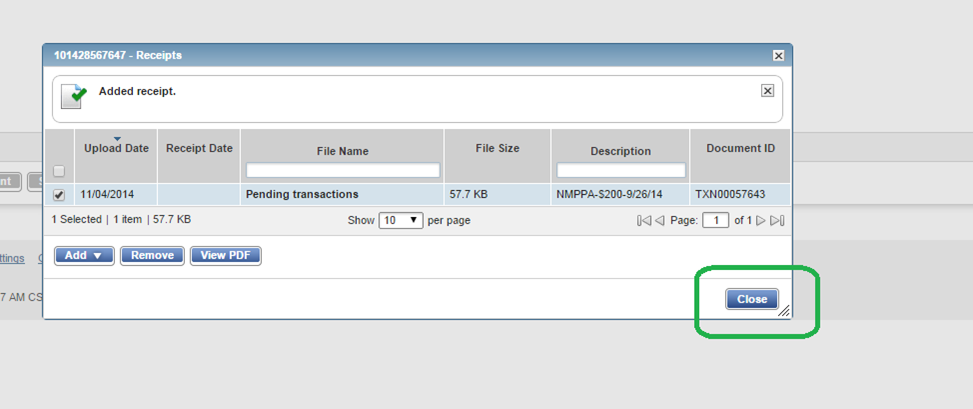 101428567647 - Receipts
Added receipt.
Upload Date Receipt Date File Name File Size Description Document ID
11/04/2014 Pending transactions 57.7 KB NMPPA-S200-9/26/14 TXN00057643
1 Selected | 1 item | 57.7 KB Show 10 per page Page: 1 of 1
Add Remove View PDF
Close
nt S
ttings
7 AM CS